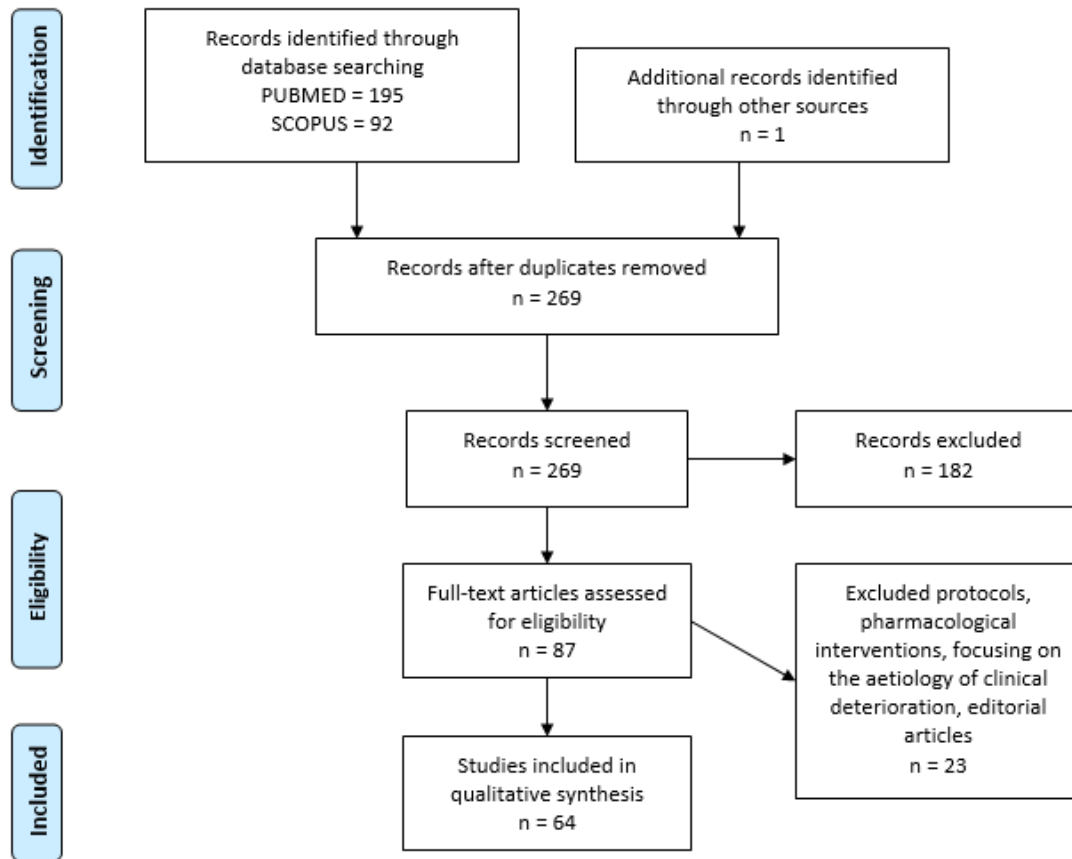 Identification
Records identified through
database searching
PUBMED = 195
SCOPUS = 92
Additional records identified
through other sources
n = 1
Screening
Records after duplicates removed
n = 269
Records screened
n = 269
Records excluded
n = 182
Eligibility
Full-text articles assessed
for eligibility
n = 87
Excluded protocols,
pharmacological
interventions, focusing on
the aetiology of clinical
deterioration, editorial
articles
n = 23
Included
Studies included in
qualitative synthesis
n = 64